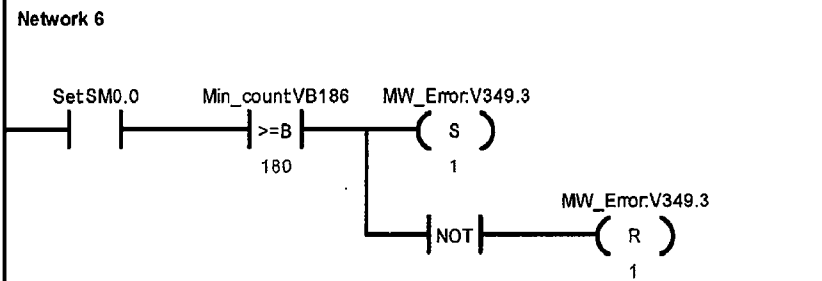 Network 6
SetSM0.0 Min_countVB186 MW_Error:V349.3
>=B S
180 1
MW_Error:V349.3
NOT R
1